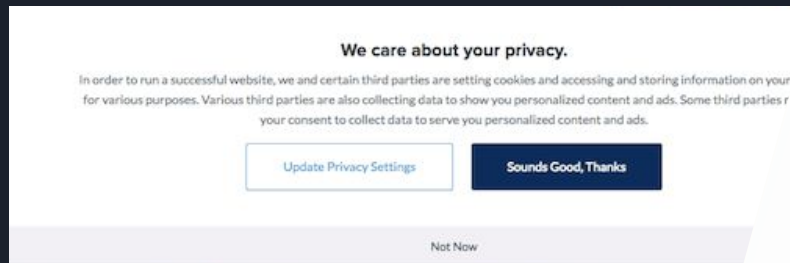 We care about your privacy.
In order to run a successful website, we and certain third parties are setting cookies and accessing and storing information on your
for various purposes. Various third parties are also collecting data to show you personalized content and ads. Some third parties r
your consent to collect data to serve you personalized content and ads.
Update Privacy Settings
Sounds Good, Thanks
Not Now